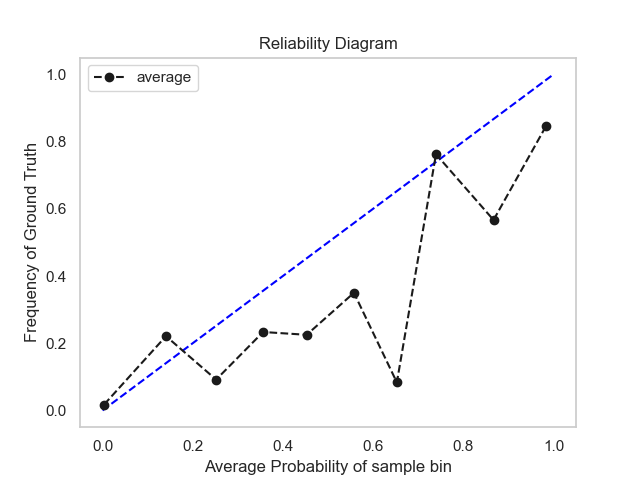 Reliability Diagram
average
Frequency of Ground Truth
1.0
0.8
0.6
0.4
0.2
0.0
0.0 0.2 0.4 0.6 0.8 1.0
Average Probability of sample bin